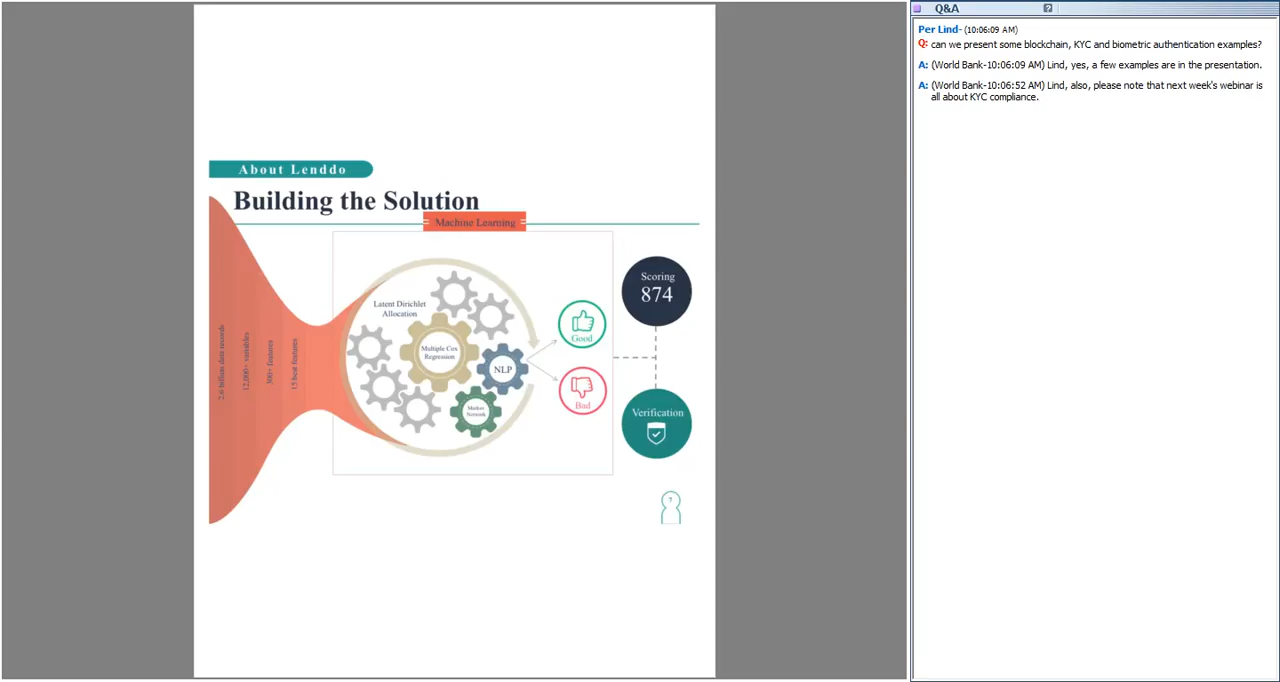 About Lenddo
Building the Solution
Machine Learning
2.6 billion data records
12,000+ variables
300+ features
15 best features
Latent Dirichlet
Allocation
Multiple Cox
Regression
NLP
Markov
Network
Good
Bad
Scoring
874
Verification
?
Q&A
?
Per Lind- (10:06:09 AM)
Q: can we present some blockchain, KYC and biometric authentication examples?
A: (World Bank-10:06:09 AM) Lind, yes, a few examples are in the presentation.
A: (World Bank-10:06:52 AM) Lind, also, please note that next week's webinar is
all about KYC compliance.